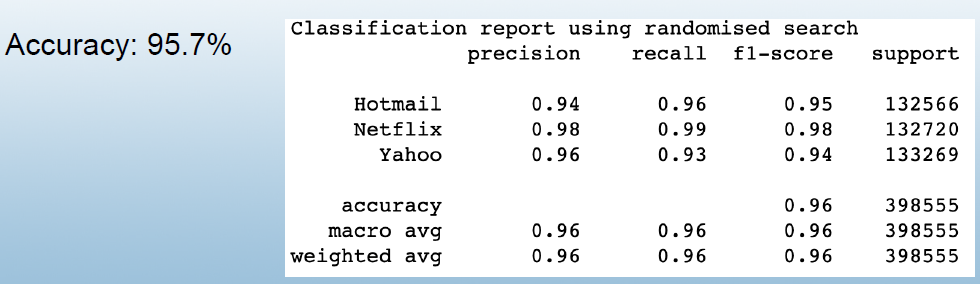 Accuracy: 95.7%
Classification report using randomised search
precision recall f1-score support
Hotmail 0.94 0.96 0.95 132566
Netflix 0.98 0.99 0.98 132720
Yahoo 0.96 0.93 0.94 133269
accuracy 0.96 398555
macro avg 0.96 0.96 0.96 398555
weighted avg 0.96 0.96 0.96 398555